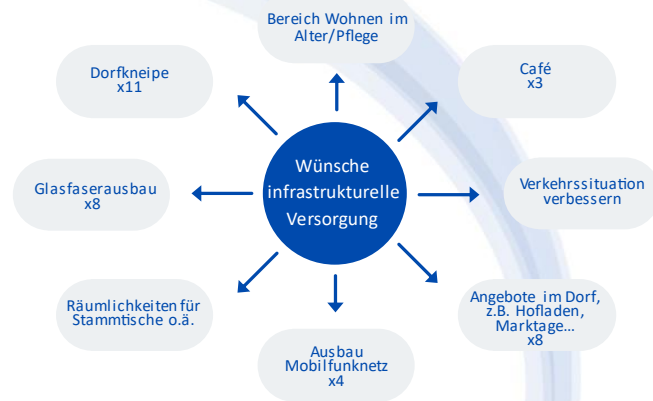 Bereich Wohnen im
Alter/Pflege
Dorfkneipe
x11
Café
x3
Wünsche
infrastrukturelle
Versorgung
Glasfaserausbau
x8
Verkehrssituation
verbessern
Räumlichkeiten für
Stammtische o.ä.
Angebote im Dorf,
z.B. Hofladen,
Marktage...
x8
Ausbau
Mobilfunknetz
x4